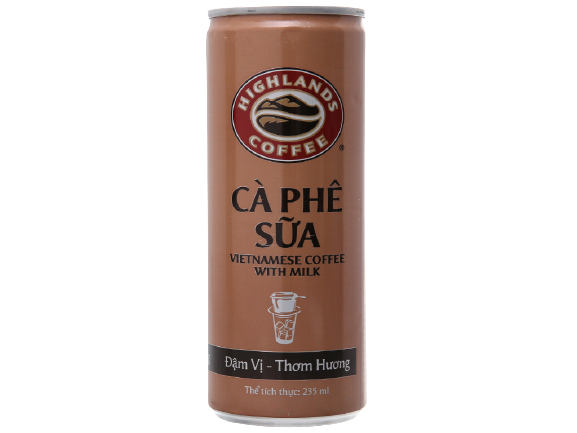 HIGHLANDS
COFFEE
®
CÀ PHÊ
SỮA
VIETNAMESE COFFEE
WITH MILK
Đậm Vị - Thơm Hương
Thể tích thực: 235 ml